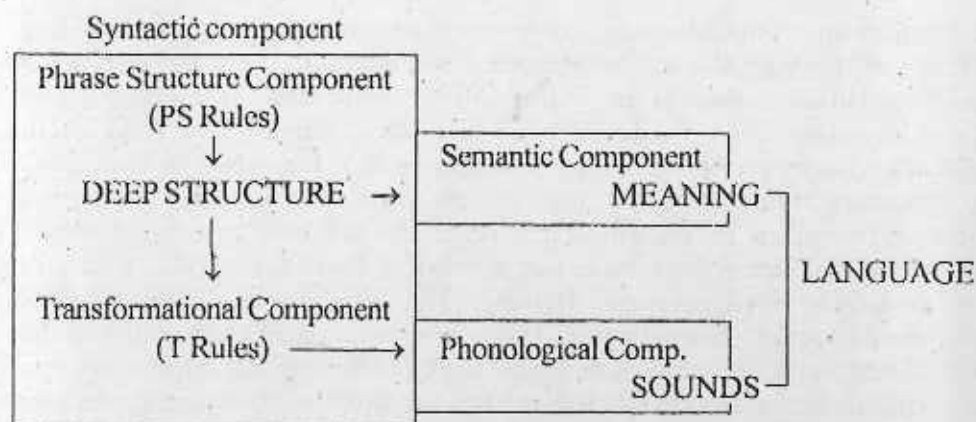 Syntactic component
Phrase Structure Component
(PS Rules)
DEEP STRUCTURE
Semantic Component
MEANING
LANGUAGE
Transformational Component
(T Rules)
Phonological Comp.
SOUNDS